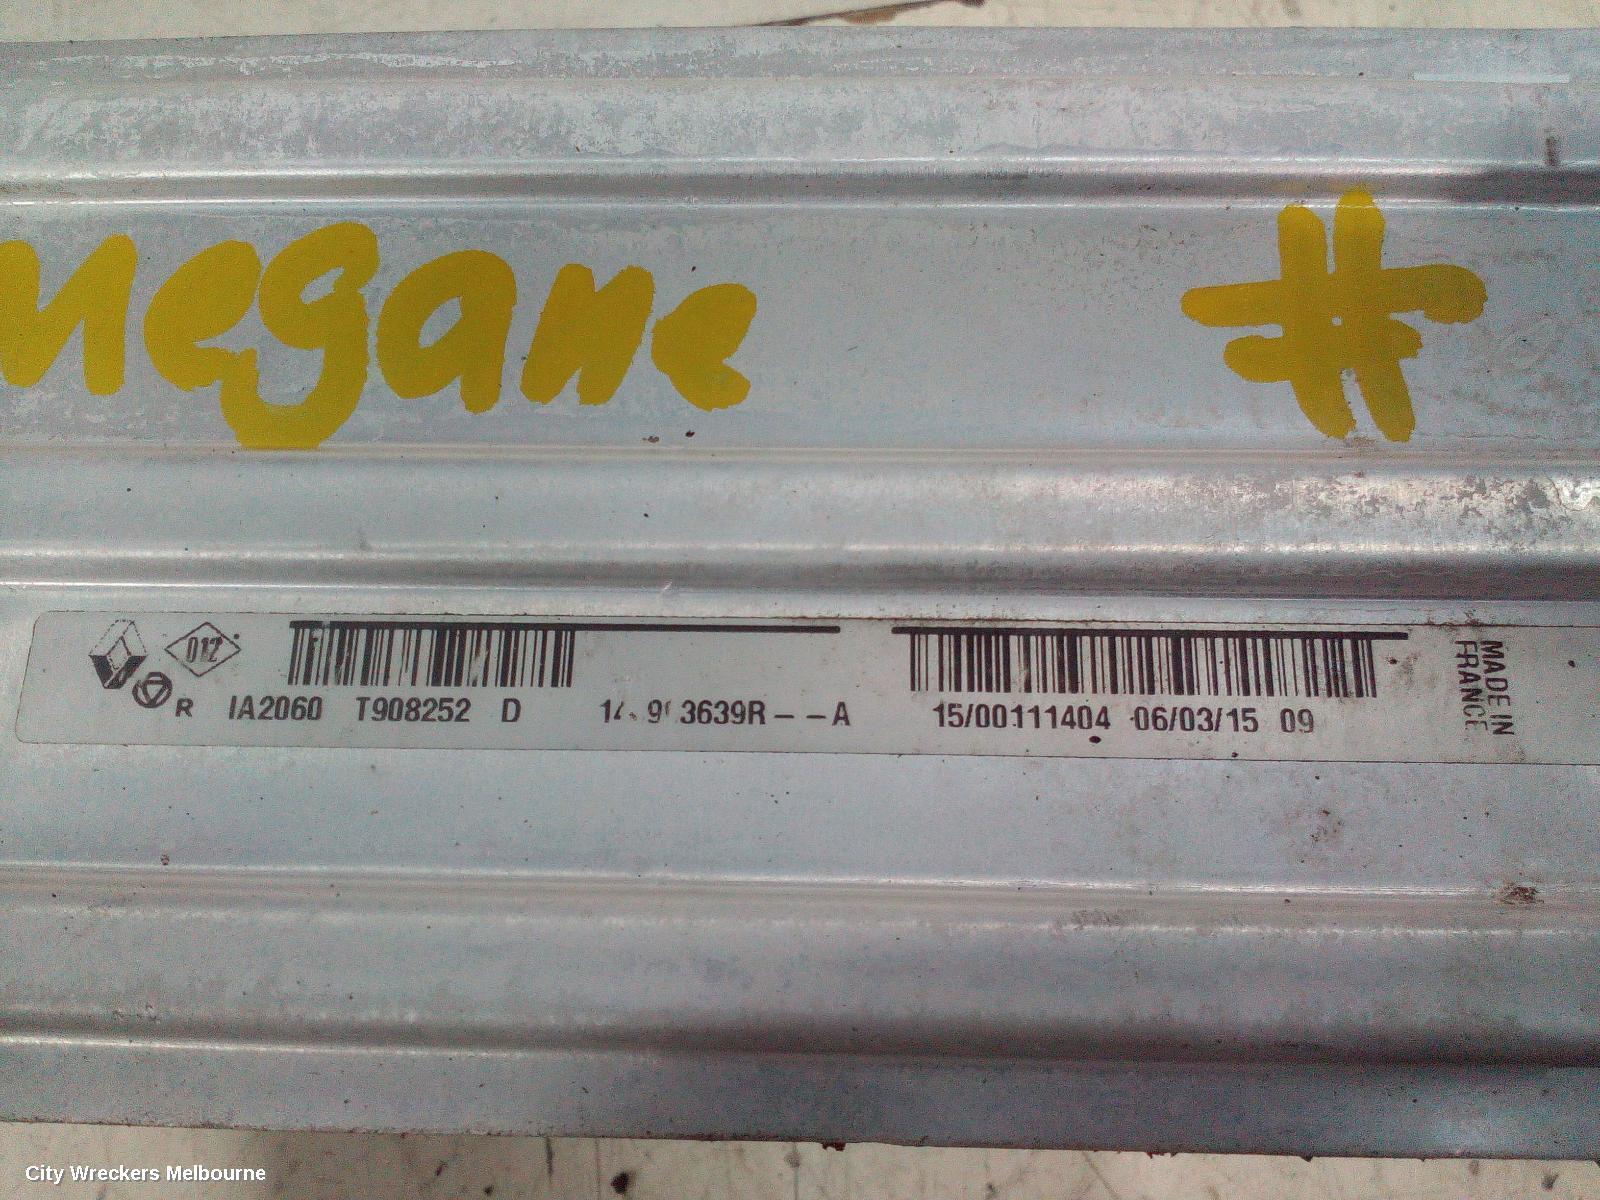 megane #
012
R IA2060 T908252 D 3639R--A 15/00111404 06/03/15 09
MADE IN
FRANCE
City Wreckers Melbourne